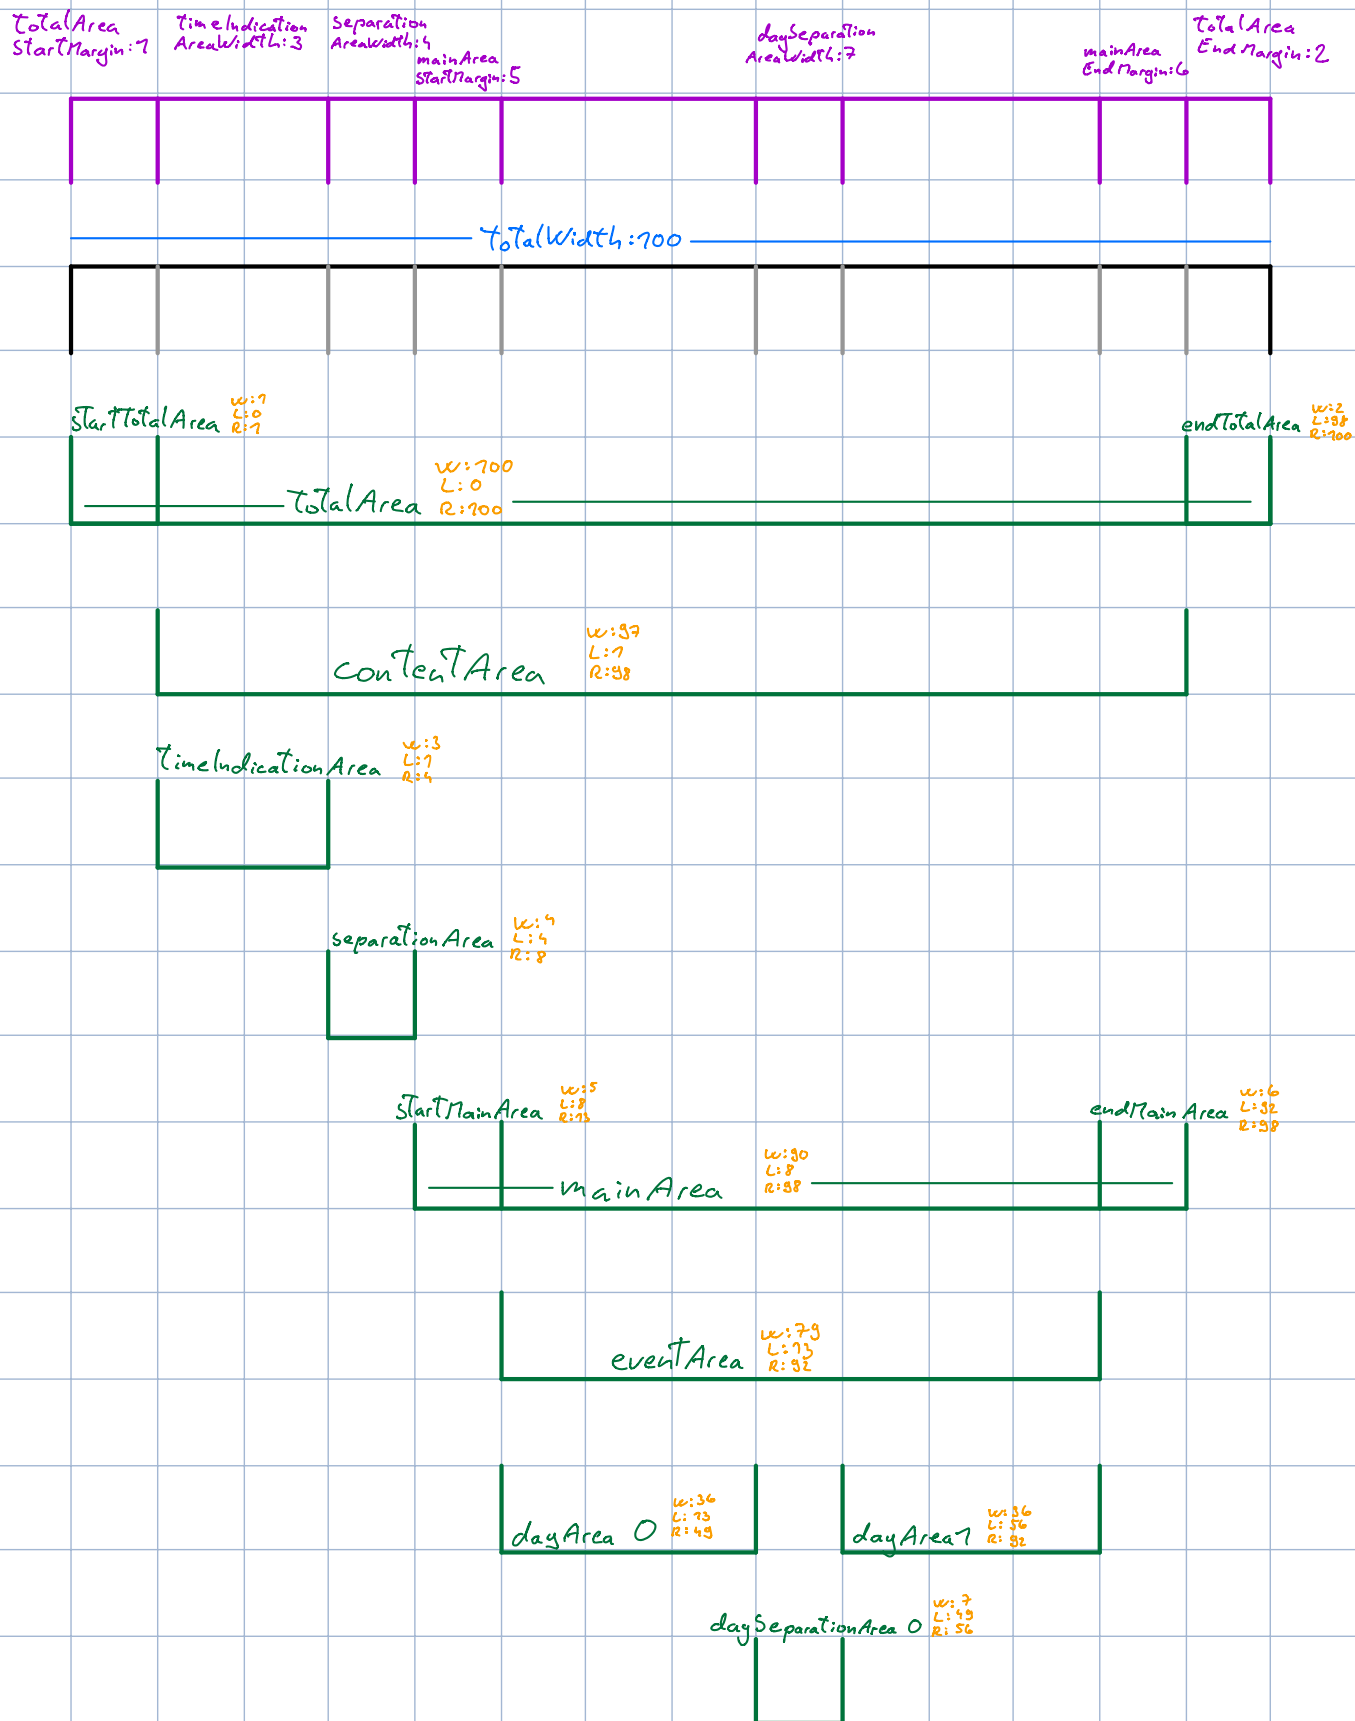 totalArea
StartMargin:1
timeIndication
AreaWidth:3
separation
AreaWidth:4
mainArea
StartMargin:5
daySeparation
AreaWidth:7
mainArea
EndMargin:6
totalArea
EndMargin:2
totalWidth:100
startTotalArea
W:1
L:0
R:1
endTotalArea
W:2
L:98
R:100
totalArea
W:100
L:0
R:100
contentArea
W:97
L:1
R:98
timeIndicationArea
W:3
L:1
R:4
separationArea
W:4
L:4
R:8
startMainArea
W:5
L:8
R:13
endMainArea
W:6
L:92
R:98
mainArea
W:90
L:8
R:98
eventArea
W:79
L:13
R:92
dayArea 0
W:36
L:13
R:49
dayArea1
W:36
L:56
R:92
daySeparationArea 0
W:7
L:49
R:56